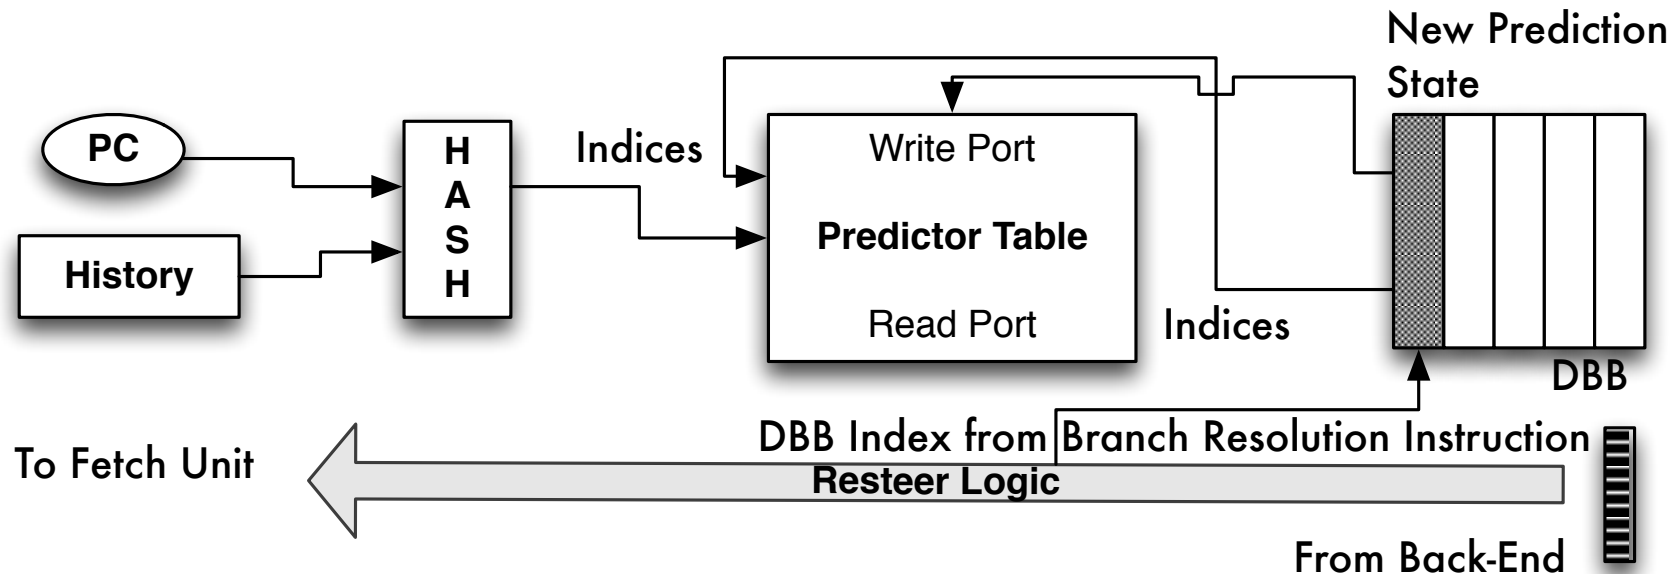 New Prediction
State
PC
H
A
S
H
Indices
Write Port
Predictor Table
Read Port
History
Indices
DBB
DBB Index from Branch Resolution Instruction
To Fetch Unit
Resteer Logic
From Back-End